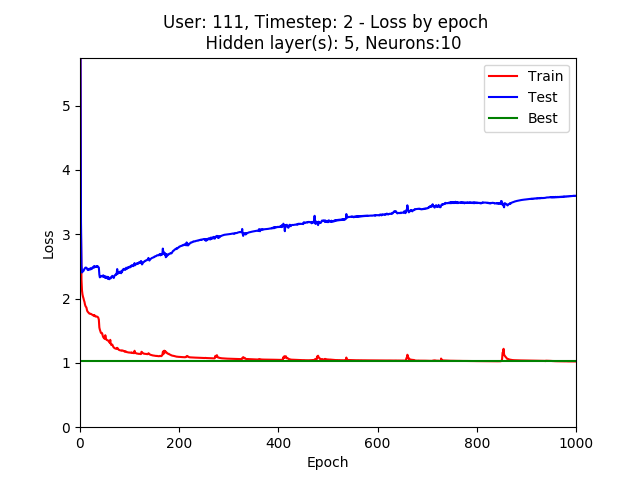 User: 111, Timestep: 2 - Loss by epoch
Hidden layer(s): 5, Neurons:10
Train
Test
Best
5
4
3
2
1
0
Loss
0 200 400 600 800 1000
Epoch